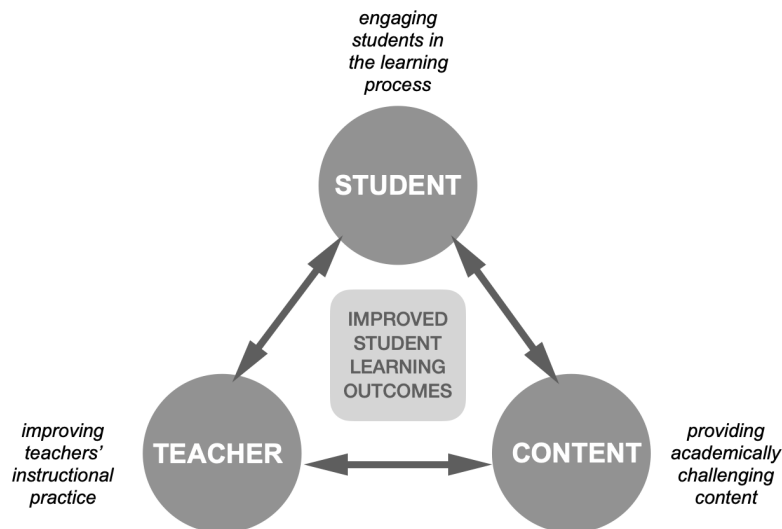 engaging
students in
the learning
process
STUDENT
IMPROVED
STUDENT
LEARNING
OUTCOMES
improving
teachers’
instructional
practice
TEACHER
CONTENT
providing
academically
challenging
content